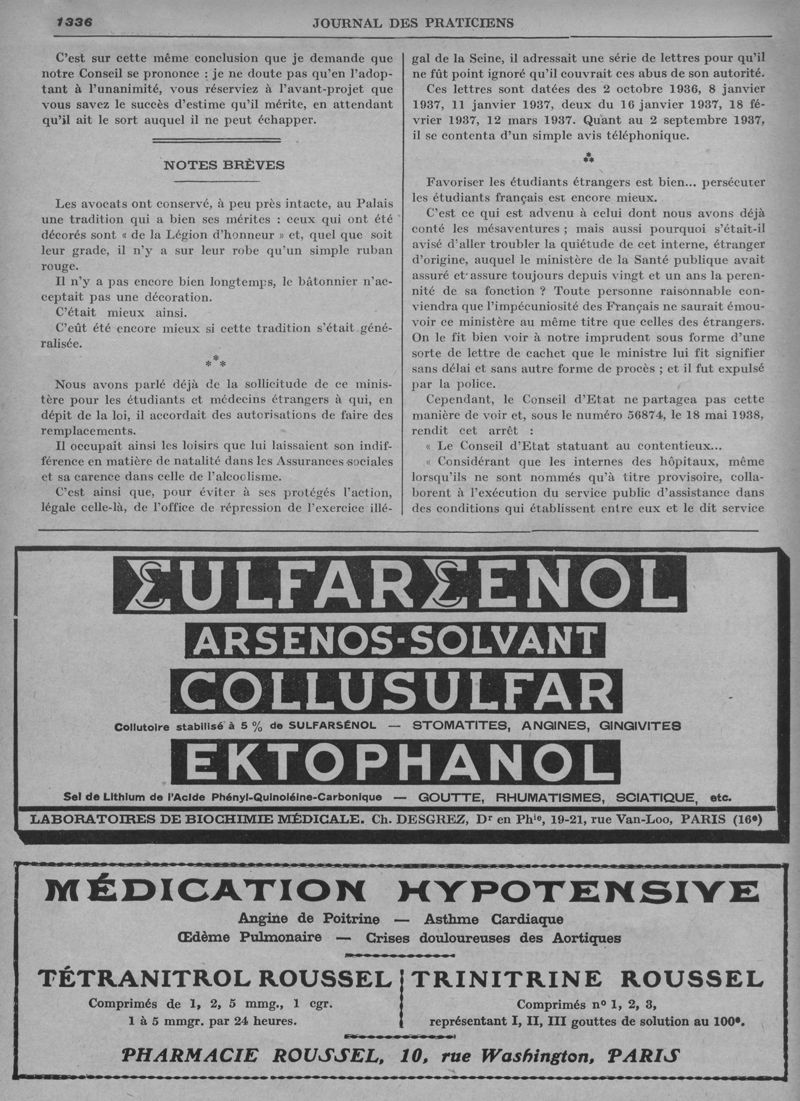 1336
JOURNAL DES PRATICIENS
C'est sur cette même conclusion que je demande que
notre Conseil se prononce : je ne doute pas qu'en l'adop-
tant à l'unanimité, vous réserviez à l'avant-projet que
vous savez le succès d'estime qu'il mérite, en attendant
qu'il ait le sort auquel il ne peut échapper.
NOTES BRÈVES
Les avocats ont conservé, à peu près intacte, au Palais
une tradition qui a bien ses mérites : ceux qui ont été
décorés sont « de la Légion d'honneur » et, quel que soit
leur grade, il n'y a sur leur robe qu'un simple ruban
rouge.
Il n'y a pas encore bien longtemps, le bâtonnier n'ac-
ceptait pas une décoration.
C'était mieux ainsi.
C'eût été encore mieux si cette tradition s'était géné-
ralisée.
***
Nous avons parlé déjà de la sollicitude de ce minis-
tère pour les étudiants et médecins étrangers à qui, en
dépit de la loi, il accordait des autorisations de faire des
remplacements.
Il occupait ainsi les loisirs que lui laissaient son indif-
férence en matière de natalité dans les Assurances sociales
et sa carence dans celle de l'alcoolisme.
C'est ainsi que, pour éviter à ses protégés l'action,
légale celle-là, de l'office de répression de l'exercice illé-
gal de la Seine, il adressait une série de lettres pour qu'il
ne fût point ignoré qu'il couvrait ces abus de son autorité.
Ces lettres sont datées des 2 octobre 1936, 8 janvier
1937, 11 janvier 1937, deux du 16 janvier 1937, 18 fé-
vrier 1937, 12 mars 1937. Quant au 2 septembre 1937,
il se contenta d'un simple avis téléphonique.
***
Favoriser les étudiants étrangers est bien... persécuter
les étudiants français est encore mieux.
C'est ce qui est advenu à celui dont nous avons déjà
conté les mésaventures ; mais aussi pourquoi s'était-il
avisé d'aller troubler la quiétude de cet interne, étranger
d'origine, auquel le ministère de la Santé publique avait
assuré et assure toujours depuis vingt et un ans la peren-
nité de sa fonction ? Toute personne raisonnable con-
viendra que l'impécuniosité des Français ne saurait émou-
voir ce ministère au même titre que celles des étrangers.
On le fit bien voir à notre imprudent sous forme d'une
sorte de lettre de cachet que le ministre lui fit signifier
sans délai et sans autre forme de procès ; et il fut expulsé
par la police.
Cependant, le Conseil d'Etat ne partagea pas cette
manière de voir et, sous le numéro 56874, le 18 mai 1938,
rendit cet arrêt :
« Le Conseil d'Etat statuant au contentieux...
« Considérant que les internes des hôpitaux, même
lorsqu'ils ne sont nommés qu'à titre provisoire, colla-
borent à l'exécution du service public d'assistance dans
des conditions qui établissent entre eux et le dit service
ΣULFARΣENOL
ARSENOS-SOLVANT
COLLUSULFAR
Collutoire stabilisé à 5 % de SULFARSÉNOL — STOMATITES, ANGINES, GINGIVITES
EKTOPHANOL
Sel de Lithium de l'Acide Phényl-Quinoléine-Carbonique — GOUTTE, RHUMATISMES, SCIATIQUE, etc.
LABORATOIRES DE BIOCHIMIE MÉDICALE. Ch. DESGREZ, Dr en Phie, 19-21, rue Van-Loo, PARIS (16e)
MÉDICATION HYPOTENSIVE
Angine de Poitrine — Asthme Cardiaque
Œdème Pulmonaire — Crises douloureuses des Aortiques
TÉTRANITROL ROUSSEL
Comprimés de 1, 2, 5 mmg., 1 cgr.
1 à 5 mmgr. par 24 heures.
TRINITRINE ROUSSEL
Comprimés nº 1, 2, 3,
représentant I, II, III gouttes de solution au 100e.
PHARMACIE ROUSSEL, 10, rue Washington, PARIS